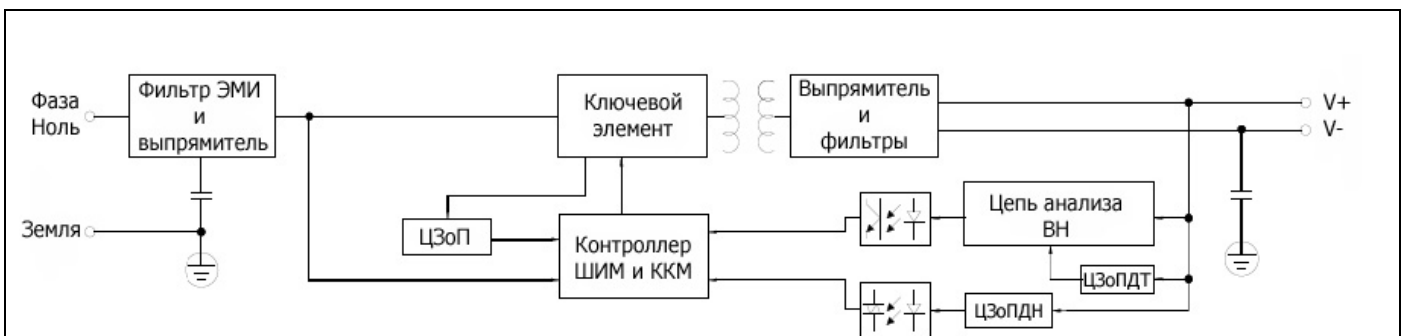 Фаза
Ноль
Фильтр ЭМИ
и
выпрямитель
Ключевой
элемент
Выпрямитель
и
фильтры
V+
V-
Земля
ЦЗоП
Контроллер
ШИМ и ККМ
Цепь анализа
ВН
ЦЗоПДТ
ЦЗоПДН